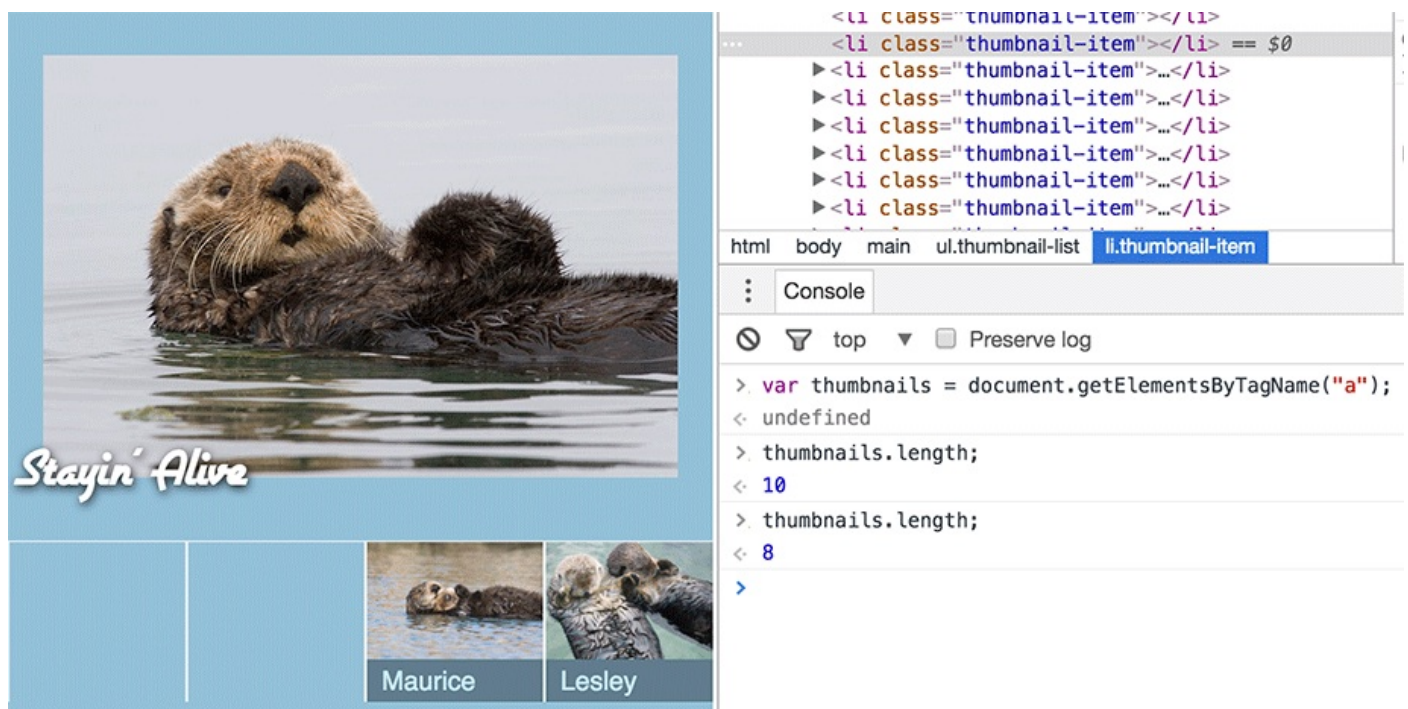 Stayin' Alive
Maurice
Lesley
<li class="thumbnail-item"></li>
<li class="thumbnail-item"></li> == $0
▶<li class="thumbnail-item">…</li>
▶<li class="thumbnail-item">…</li>
▶<li class="thumbnail-item">…</li>
▶<li class="thumbnail-item">…</li>
▶<li class="thumbnail-item">…</li>
▶<li class="thumbnail-item">…</li>
html body main ul.thumbnail-list li.thumbnail-item
Console
top ▼ Preserve log
> var thumbnails = document.getElementsByTagName("a");
< undefined
> thumbnails.length;
< 10
> thumbnails.length;
< 8
>